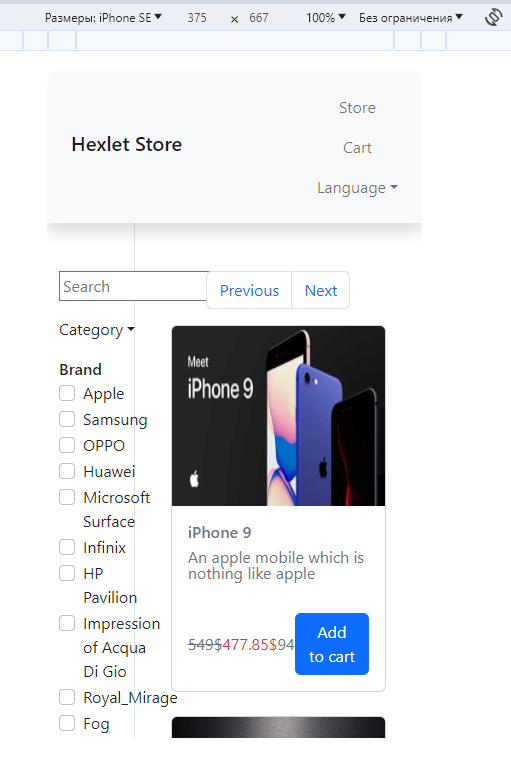 Размеры: iPhone SE 375 × 667 100% Без ограничения
Store
Hexlet Store
Cart
Language
Search
Previous
Next
Category
Brand
Apple
Samsung
OPPO
Huawei
Microsoft
Surface
Infinix
HP
Pavilion
Impression
of Acqua
Di Gio
Royal_Mirage
Fog
Meet
iPhone 9
iPhone 9
An apple mobile which is
nothing like apple
549$477.85$94
Add
to cart